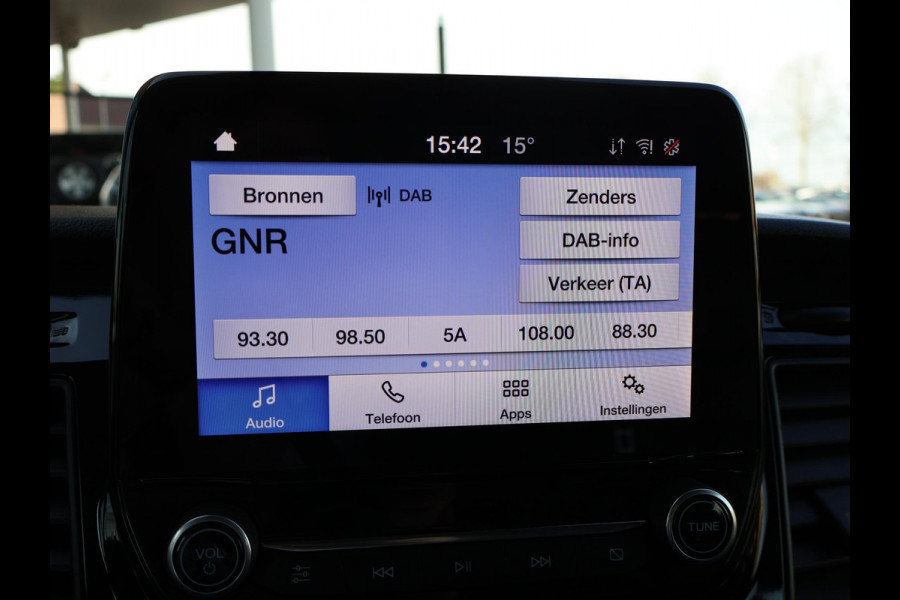 15:42 15°
Bronnen DAB Zenders
GNR DAB-info
Verkeer (TA)
93.30 98.50 5A 108.00 88.30
Audio Telefoon Apps Instellingen
VOL TUNE